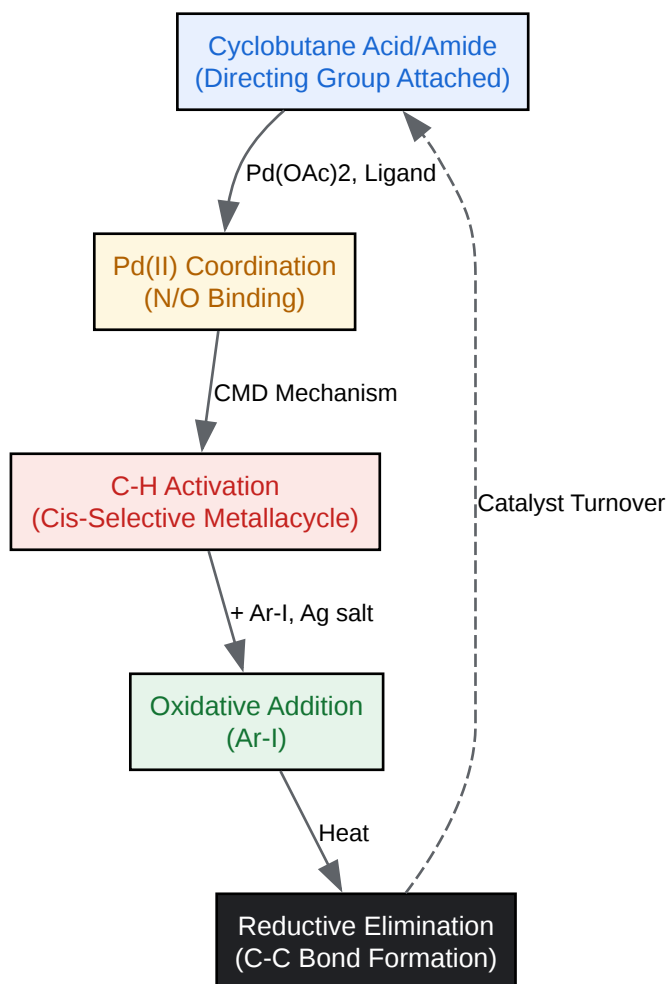 Cyclobutane Acid/Amide
(Directing Group Attached)
Pd(OAc)2, Ligand
Pd(II) Coordination
(N/O Binding)
CMD Mechanism
C-H Activation
(Cis-Selective Metallacycle)
Catalyst Turnover
+ Ar-I, Ag salt
Oxidative Addition
(Ar-I)
Heat
Reductive Elimination
(C-C Bond Formation)